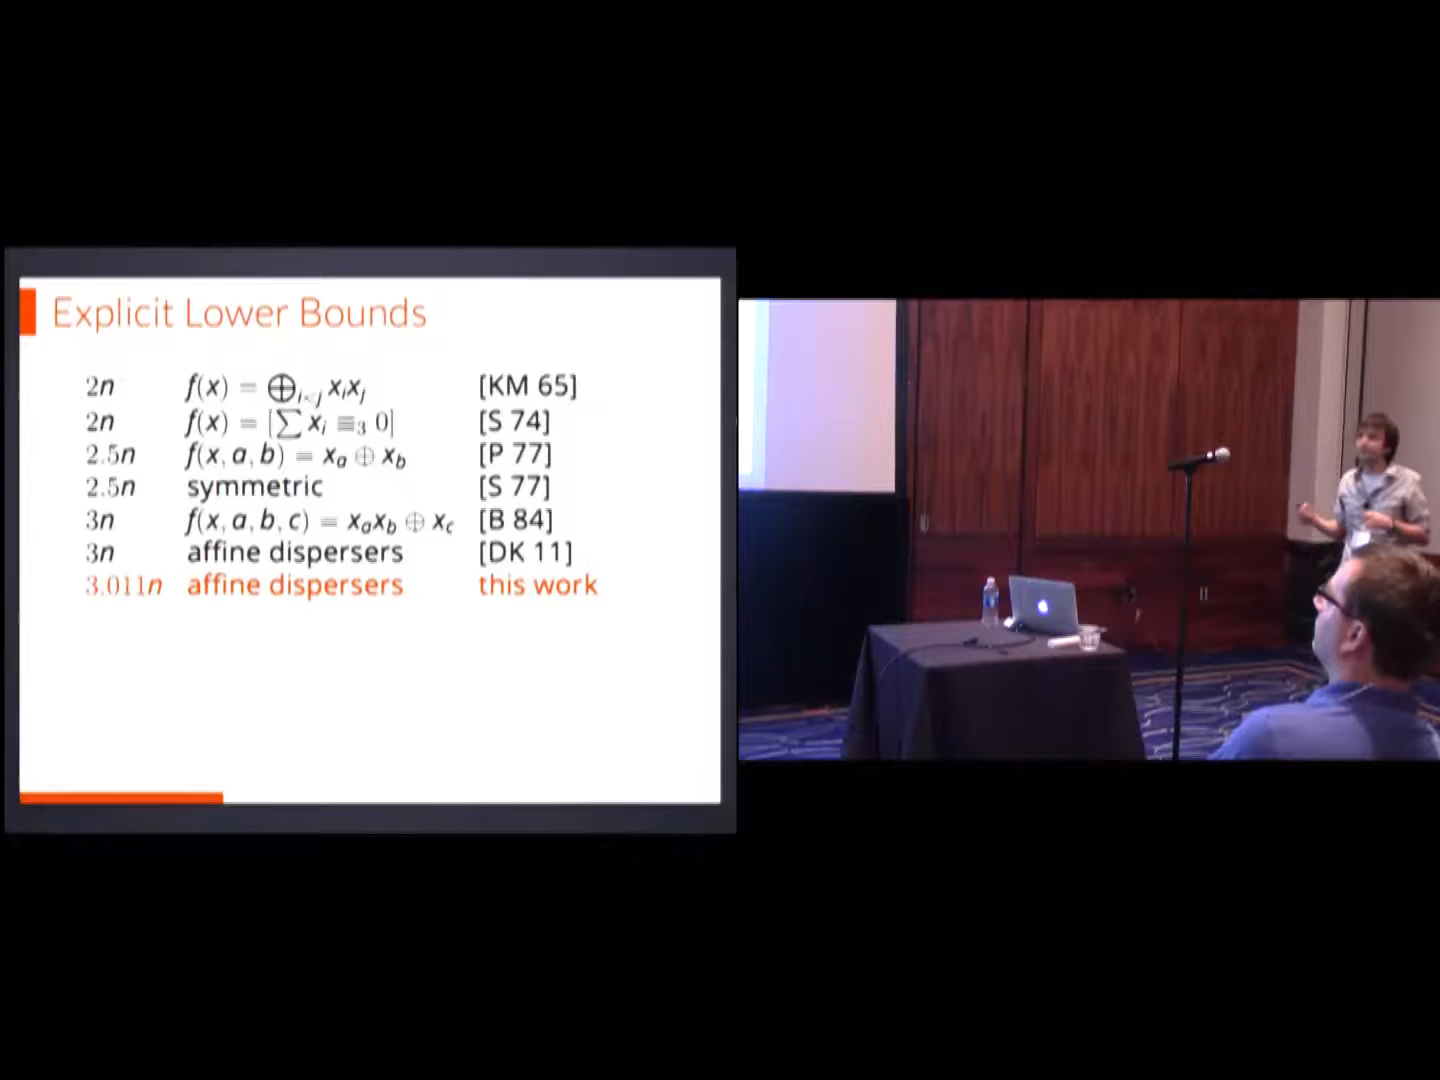 Explicit Lower Bounds
2n f(x) = ⊕_{i<j} x_i x_j [KM 65]
2n f(x) = [∑ x_i ≡_3 0] [S 74]
2.5n f(x, a, b) = x_a ⊕ x_b [P 77]
2.5n symmetric [S 77]
3n f(x, a, b, c) = x_a x_b ⊕ x_c [B 84]
3n affine dispersers [DK 11]
3.011n affine dispersers this work